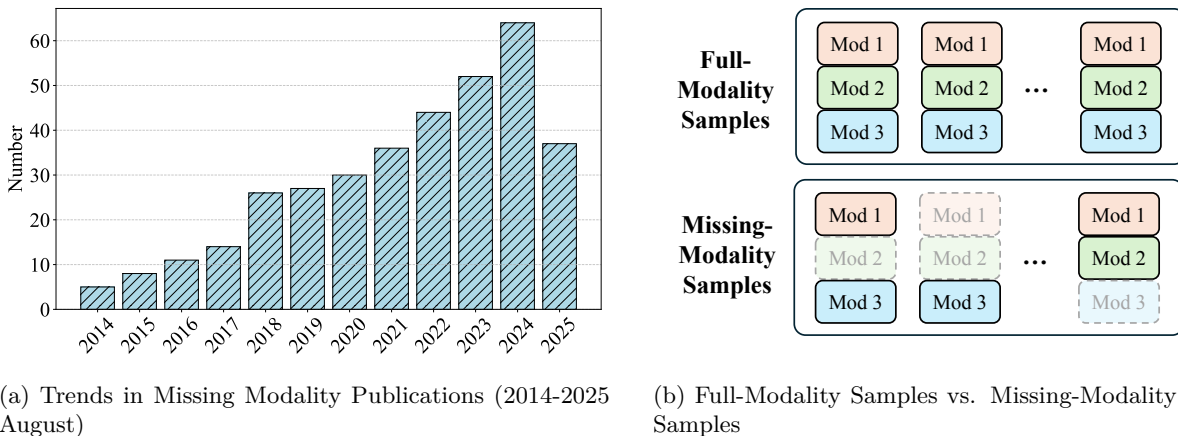 60
50
40
30
20
10
0
Number
2014
2015
2016
2017
2018
2019
2020
2021
2022
2023
2024
2025
(a) Trends in Missing Modality Publications (2014-2025
August)
Full-
Modality
Samples
Mod 1 Mod 1 Mod 1
Mod 2 Mod 2 ... Mod 2
Mod 3 Mod 3 Mod 3
Missing-
Modality
Samples
Mod 1 Mod 1 Mod 1
Mod 2 Mod 2 ... Mod 2
Mod 3 Mod 3 Mod 3
(b) Full-Modality Samples vs. Missing-Modality
Samples